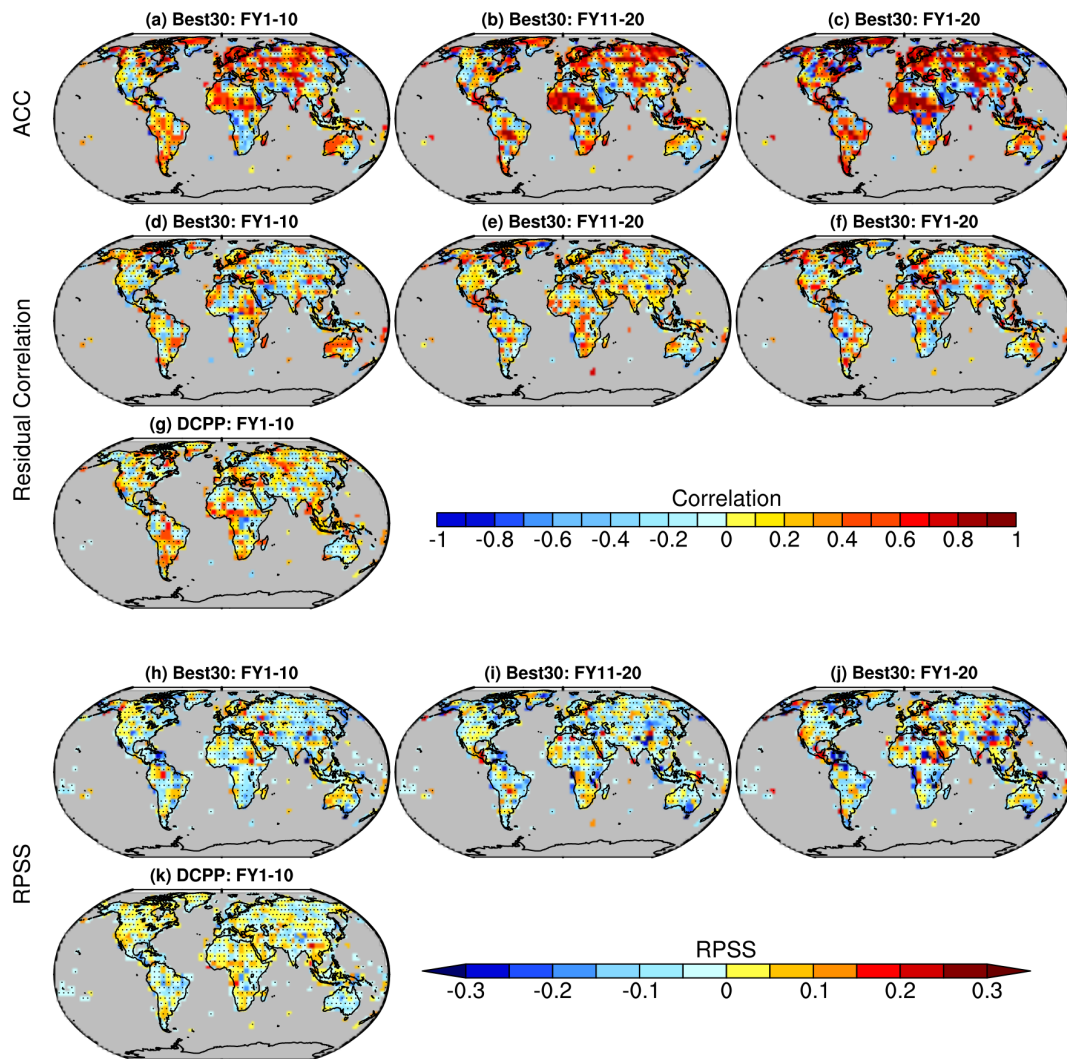 (a) Best30: FY1-10
(b) Best30: FY11-20
(c) Best30: FY1-20
ACC
(d) Best30: FY1-10
(e) Best30: FY11-20
(f) Best30: FY1-20
Residual Correlation
(g) DCPP: FY1-10
Correlation
-1 -0.8 -0.6 -0.4 -0.2 0 0.2 0.4 0.6 0.8 1
(h) Best30: FY1-10
(i) Best30: FY11-20
(j) Best30: FY1-20
RPSS
(k) DCPP: FY1-10
RPSS
-0.3 -0.2 -0.1 0 0.1 0.2 0.3